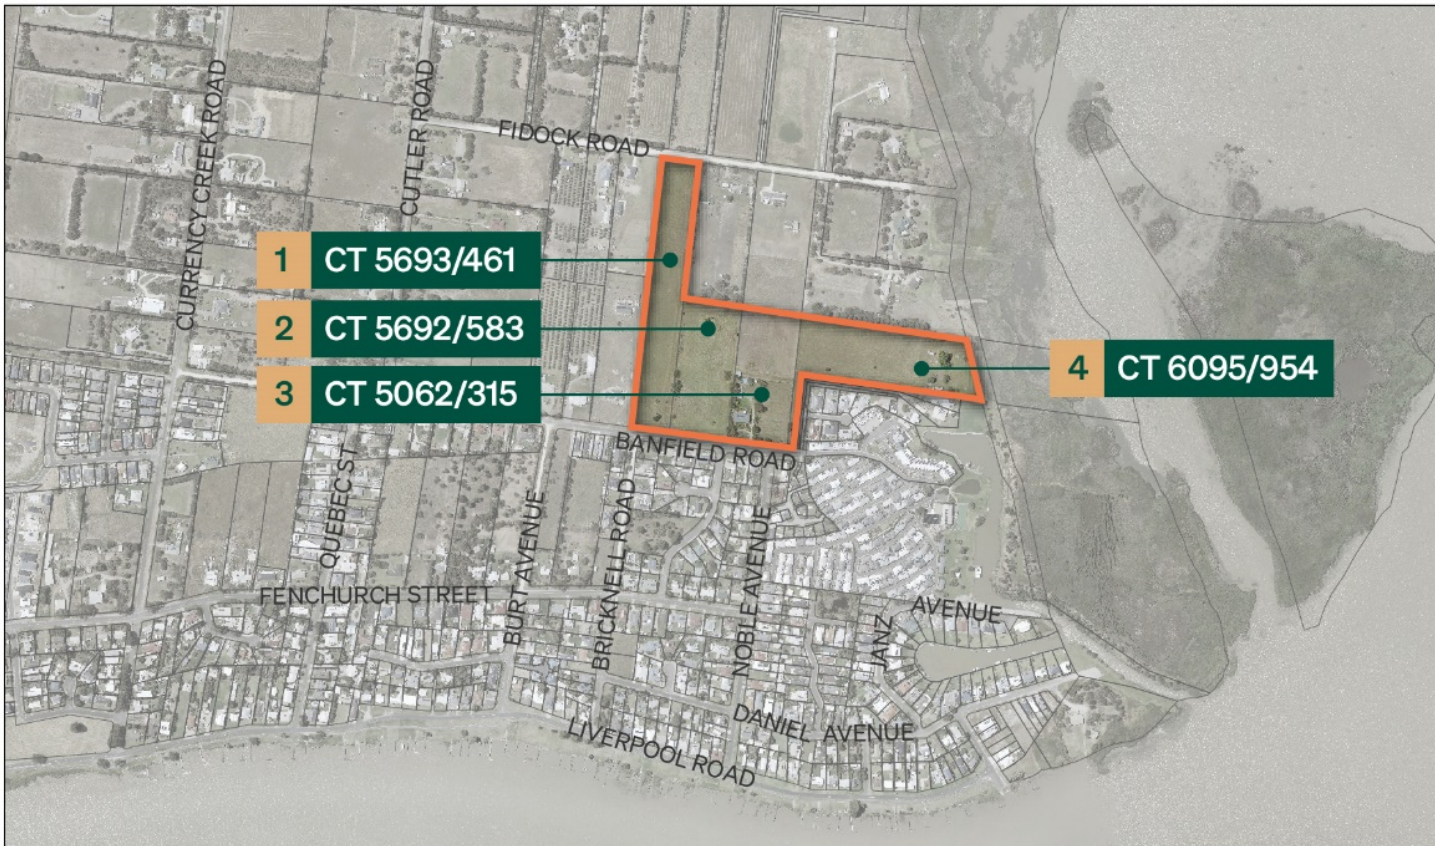 FIDOCK ROAD
CUTLER ROAD
CURRENCY CREEK ROAD
1 CT 5693/461
2 CT 5692/583
3 CT 5062/315
4 CT 6095/954
BANFIELD ROAD
QUEBEC ST
BURT AVENUE
BRICKNELL ROAD
NOBLE AVENUE
FENCHURCH STREET
JANZ
AVENUE
DANIEL AVENUE
LIVERPOOL ROAD